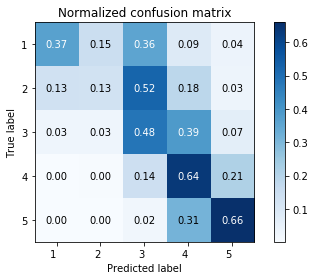 Normalized confusion matrix
1 0.37 0.15 0.36 0.09 0.04
2 0.13 0.13 0.52 0.18 0.03
3 0.03 0.03 0.48 0.39 0.07
4 0.00 0.00 0.14 0.64 0.21
5 0.00 0.00 0.02 0.31 0.66
1 2 3 4 5
Predicted label
True label
0.6
0.5
0.4
0.3
0.2
0.1